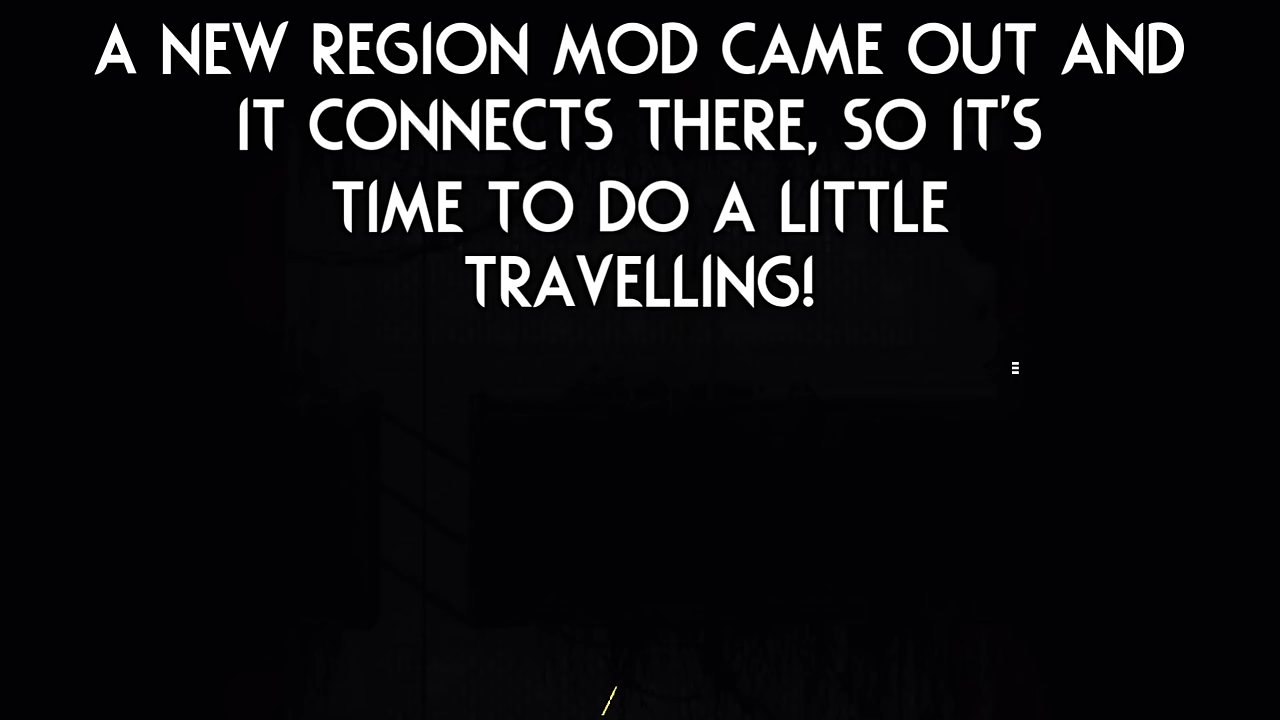 A NEW REGION MOD CAME OUT AND
IT CONNECTS THERE, SO IT'S
TIME TO DO A LITTLE
TRAVELLING!